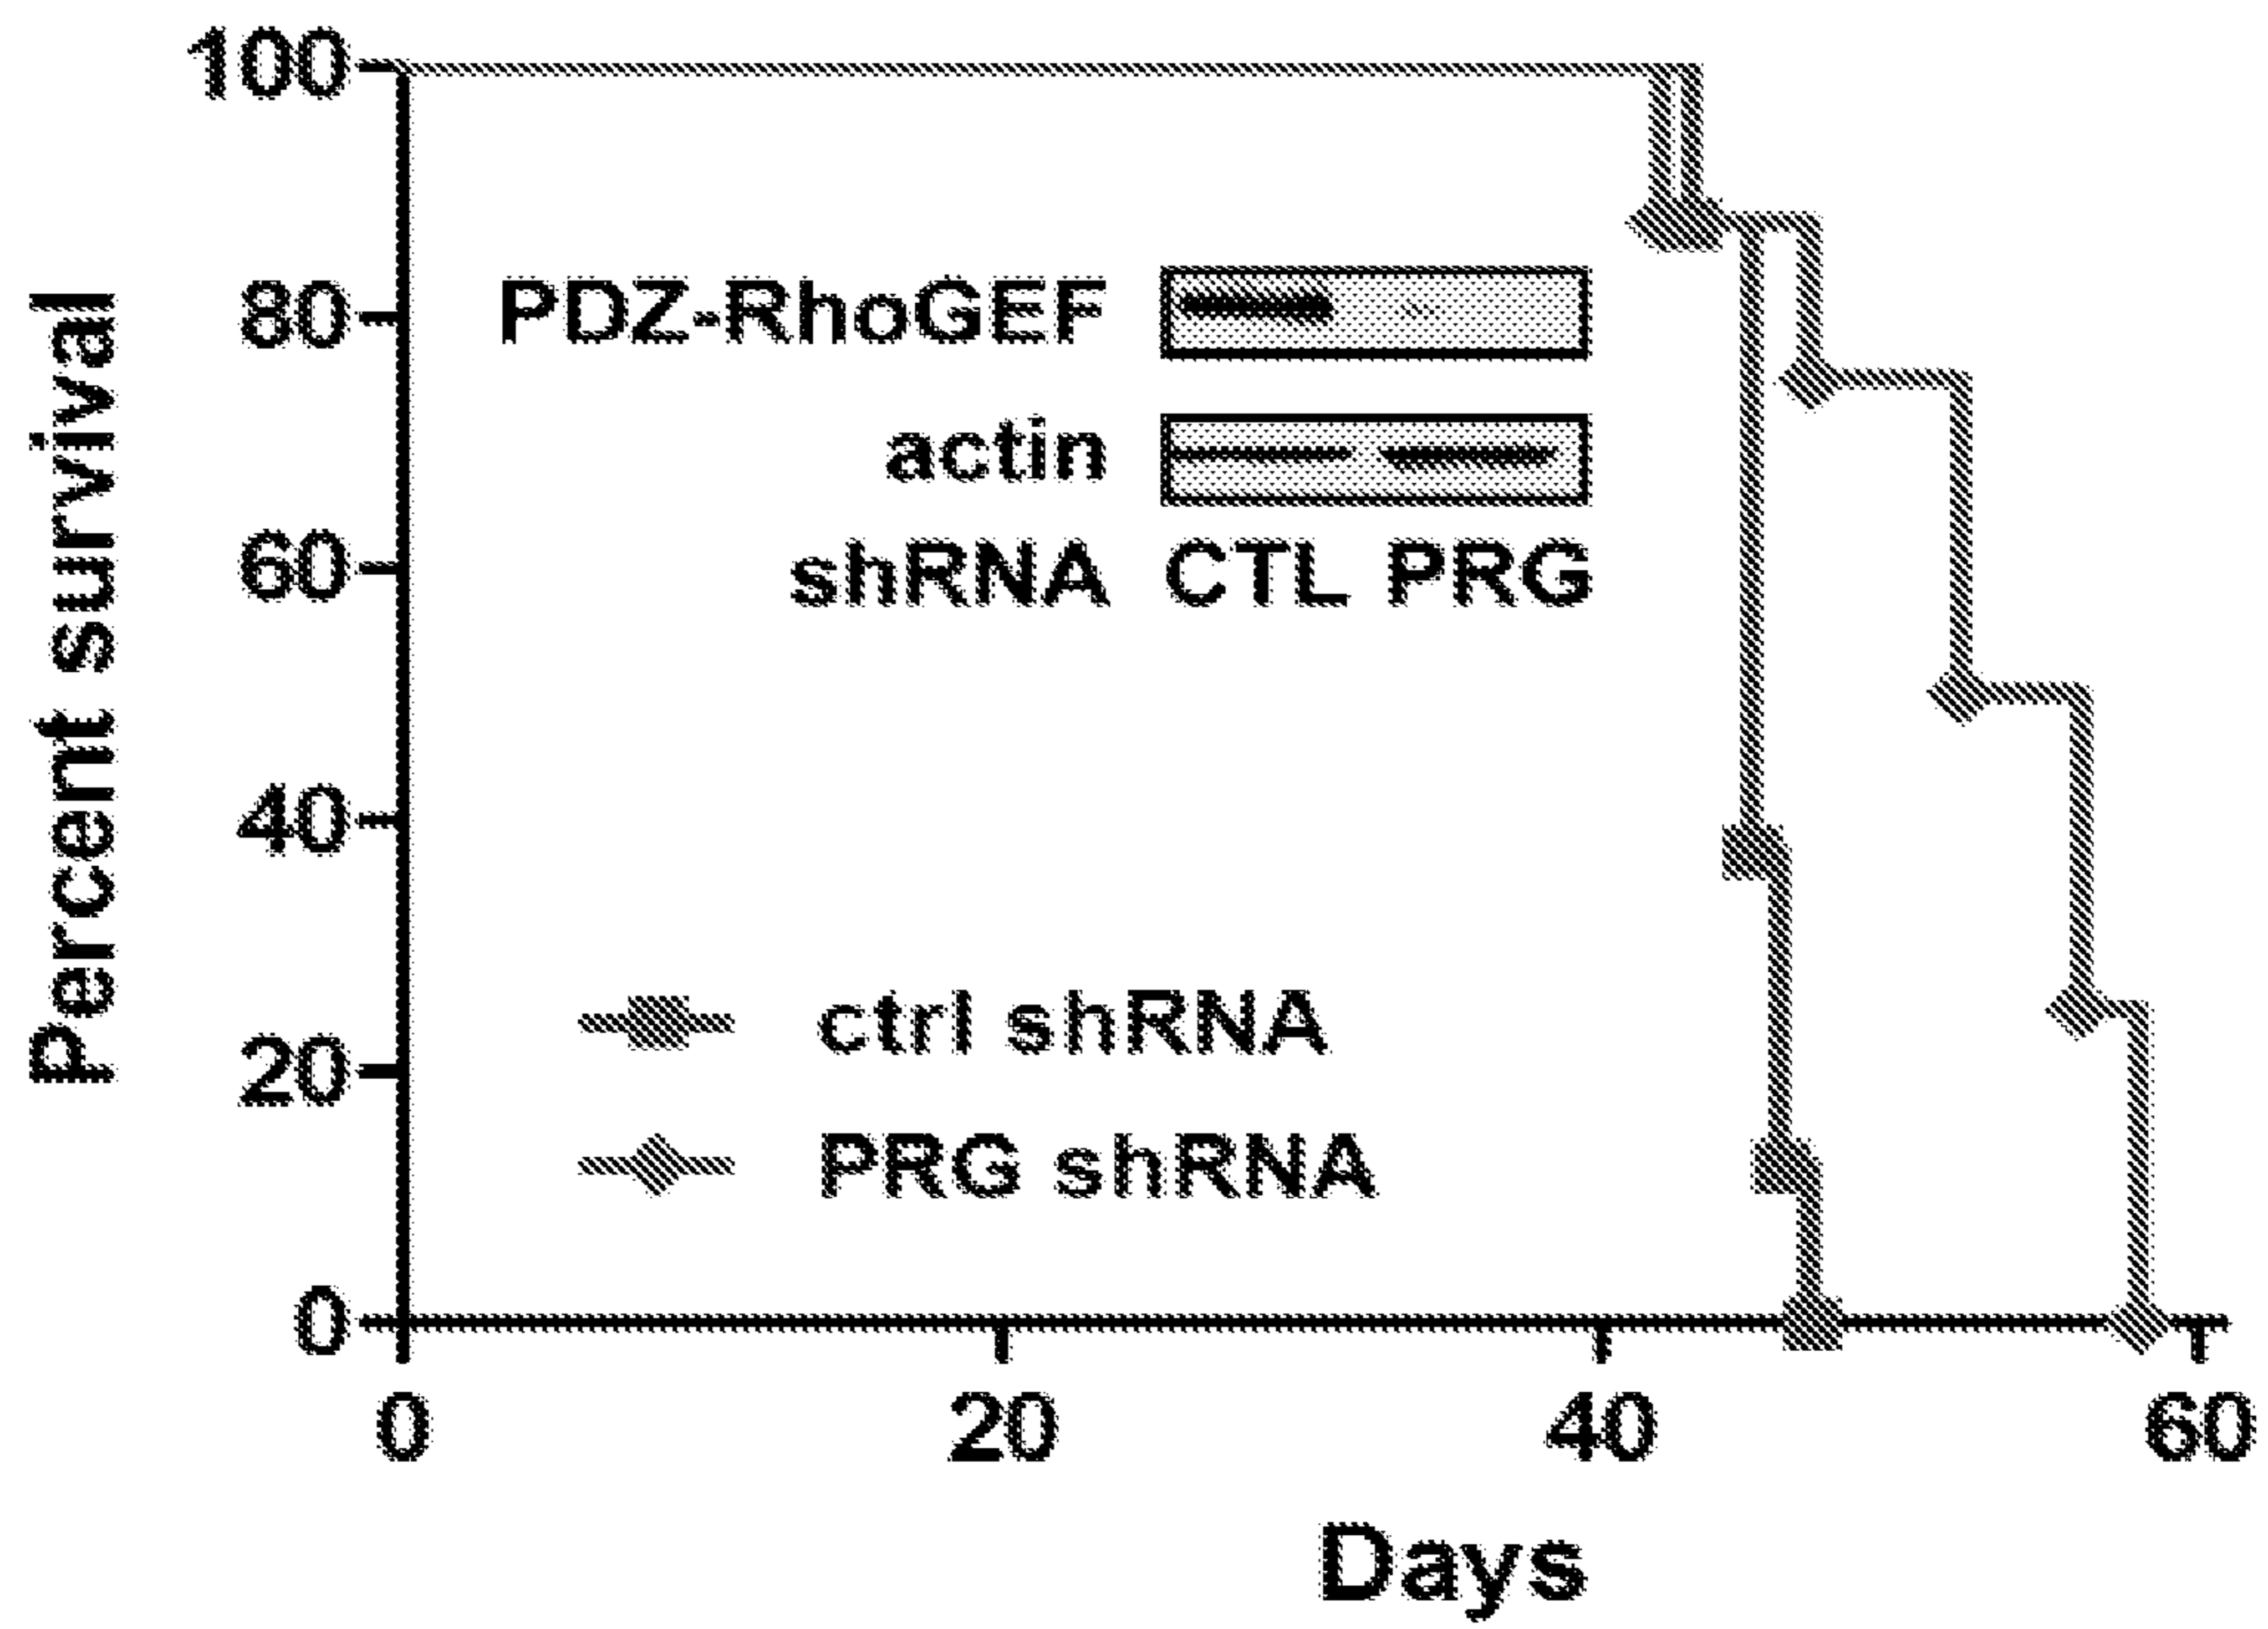 Percent survival
100
80
60
40
20
0
PDZ-RhoGEF
actin
shRNA CTL PRG
ctrl shRNA
PRG shRNA
0 20 40 60
Days